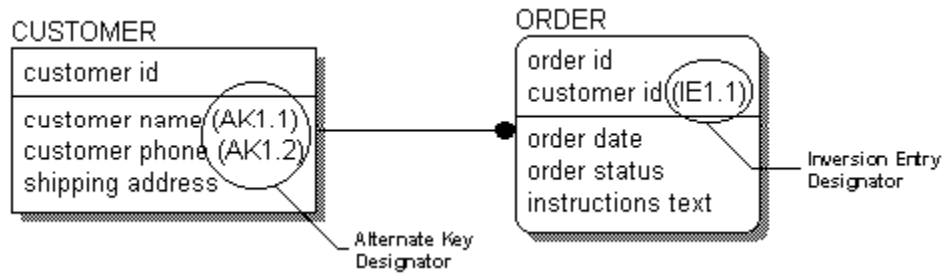 CUSTOMER
customer id
customer name (AK1.1)
customer phone (AK1.2)
shipping address
Alternate Key
Designator
ORDER
order id
customer id (IE1.1)
order date
order status
instructions text
Inversion Entry
Designator